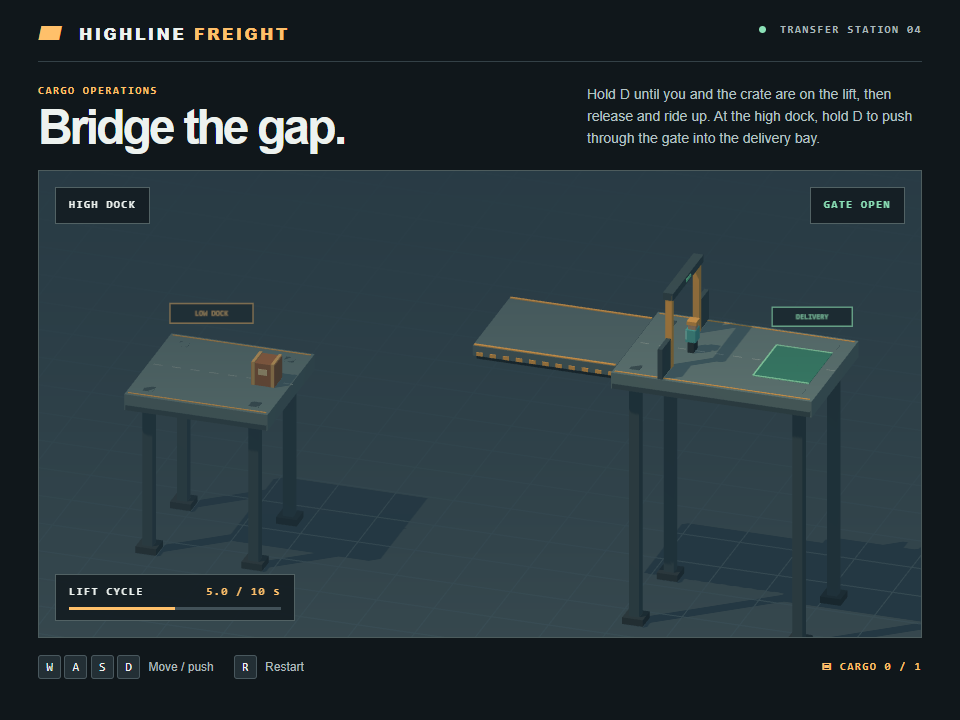 HIGHLINE FREIGHT
TRANSFER STATION 04
CARGO OPERATIONS
Bridge the gap.
Hold D until you and the crate are on the lift, then
release and ride up. At the high dock, hold D to push
through the gate into the delivery bay.
HIGH DOCK
GATE OPEN
LOW DOCK
DELIVERY
LIFT CYCLE 5.0 / 10 s
W A S D Move / push R Restart
CARGO 0 / 1